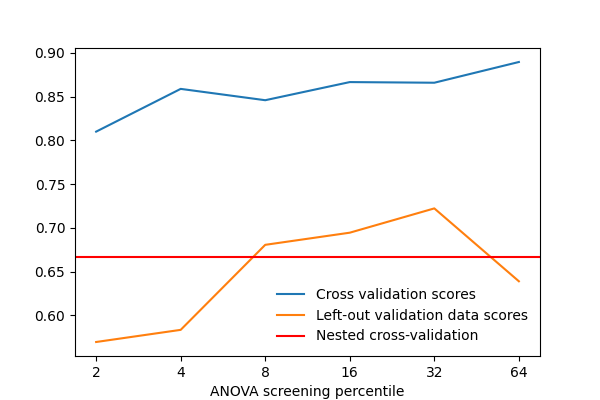 0.90
0.85
0.80
0.75
0.70
0.65
0.60
Cross validation scores
Left-out validation data scores
Nested cross-validation
2 4 8 16 32 64
ANOVA screening percentile